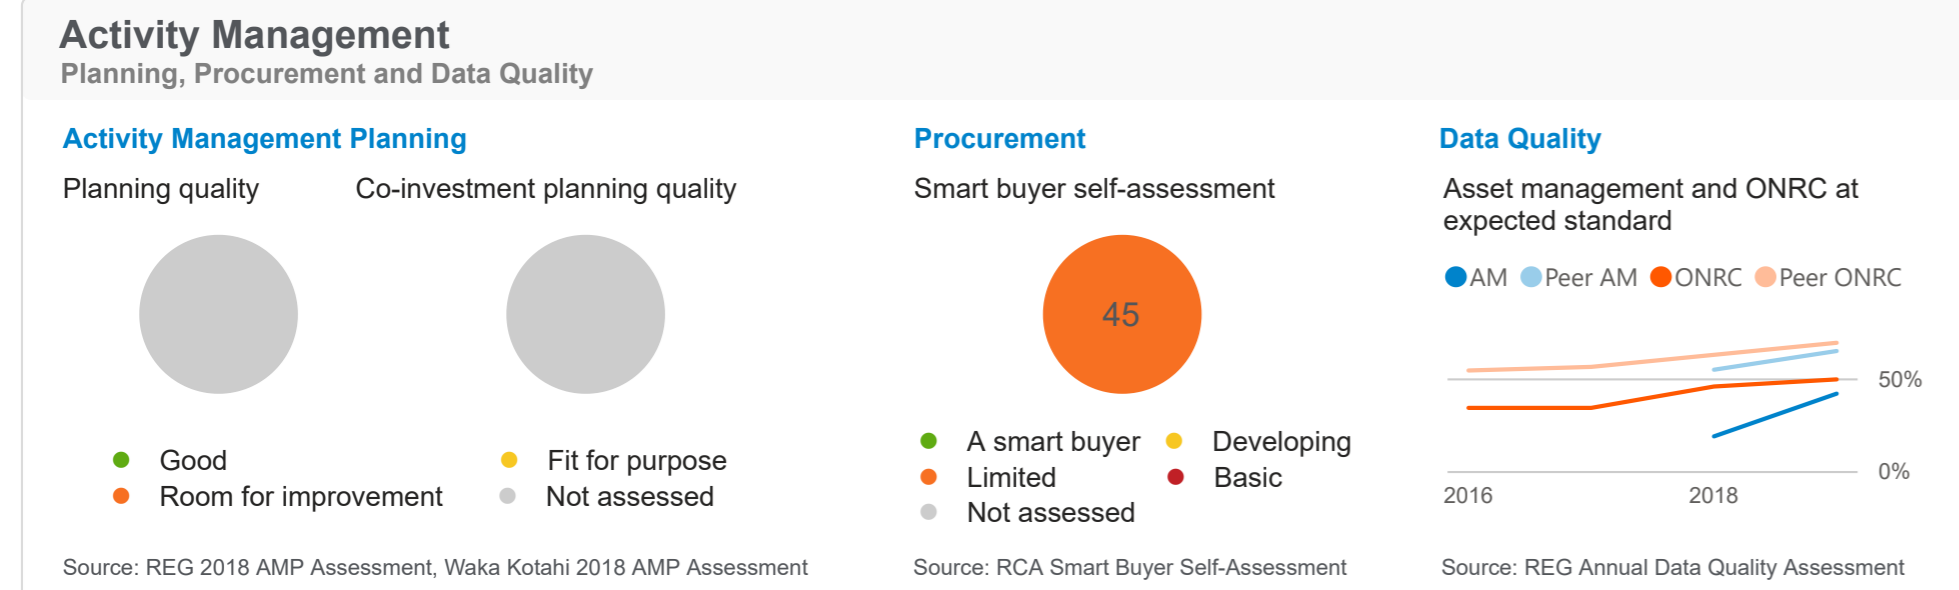 Activity Management
Planning, Procurement and Data Quality
Activity Management Planning
Planning quality
Co-investment planning quality
Good
Fit for purpose
Room for improvement
Not assessed
Source: REG 2018 AMP Assessment, Waka Kotahi 2018 AMP Assessment
Procurement
Smart buyer self-assessment
45
A smart buyer
Developing
Limited
Basic
Not assessed
Source: RCA Smart Buyer Self-Assessment
Data Quality
Asset management and ONRC at
expected standard
AM Peer AM ONRC Peer ONRC
50%
0%
2016 2018
Source: REG Annual Data Quality Assessment